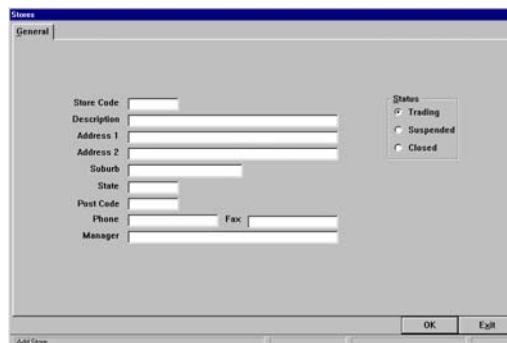 Stores
General
Store Code
Description
Address 1
Address 2
Suburb
State
Post Code
Phone Fax
Manager
Status
Trading
Suspended
Closed
OK Exit
Add Store